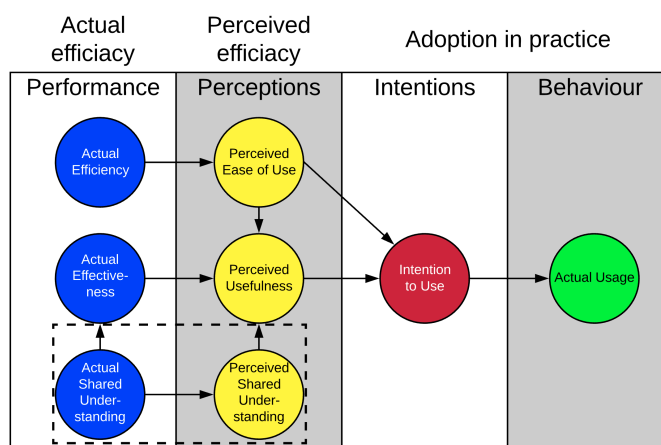 Actual
efficiacy
Perceived
efficacy
Adoption in practice
Performance
Perceptions
Intentions
Behaviour
Actual
Efficiency
Perceived
Ease of Use
Actual
Effective-
ness
Perceived
Usefulness
Intention
to Use
Actual Usage
Actual
Shared
Under-
standing
Perceived
Shared
Under-
standing